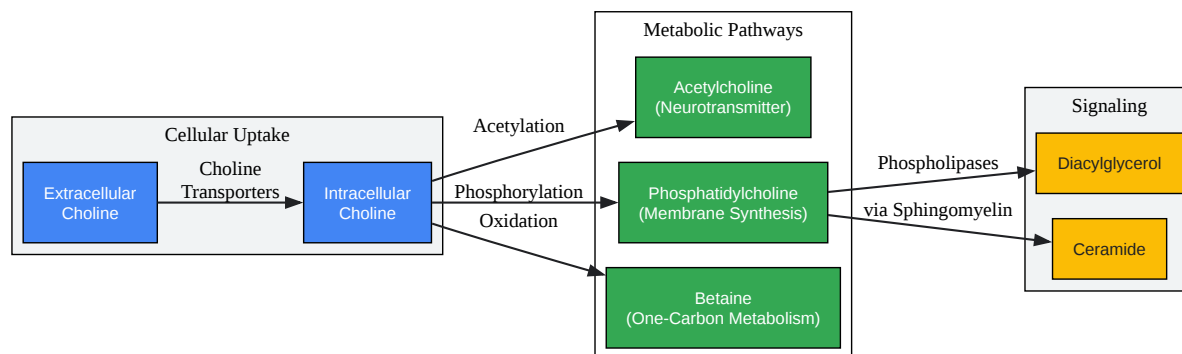 Metabolic Pathways
Acetylcholine
(Neurotransmitter)
Signaling
Cellular Uptake
Acetylation
Extracellular
Choline
Choline
Transporters
Intracellular
Choline
Phosphorylation
Oxidation
Phosphatidylcholine
(Membrane Synthesis)
Phospholipases
via Sphingomyelin
Diacylglycerol
Ceramide
Betaine
(One-Carbon Metabolism)